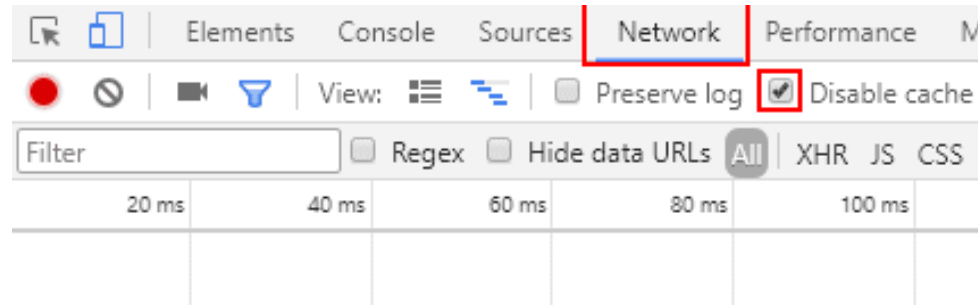 Elements Console Sources Network Performance M
View: Preserve log Disable cache
Filter Regex Hide data URLs All XHR JS CSS
20 ms 40 ms 60 ms 80 ms 100 ms